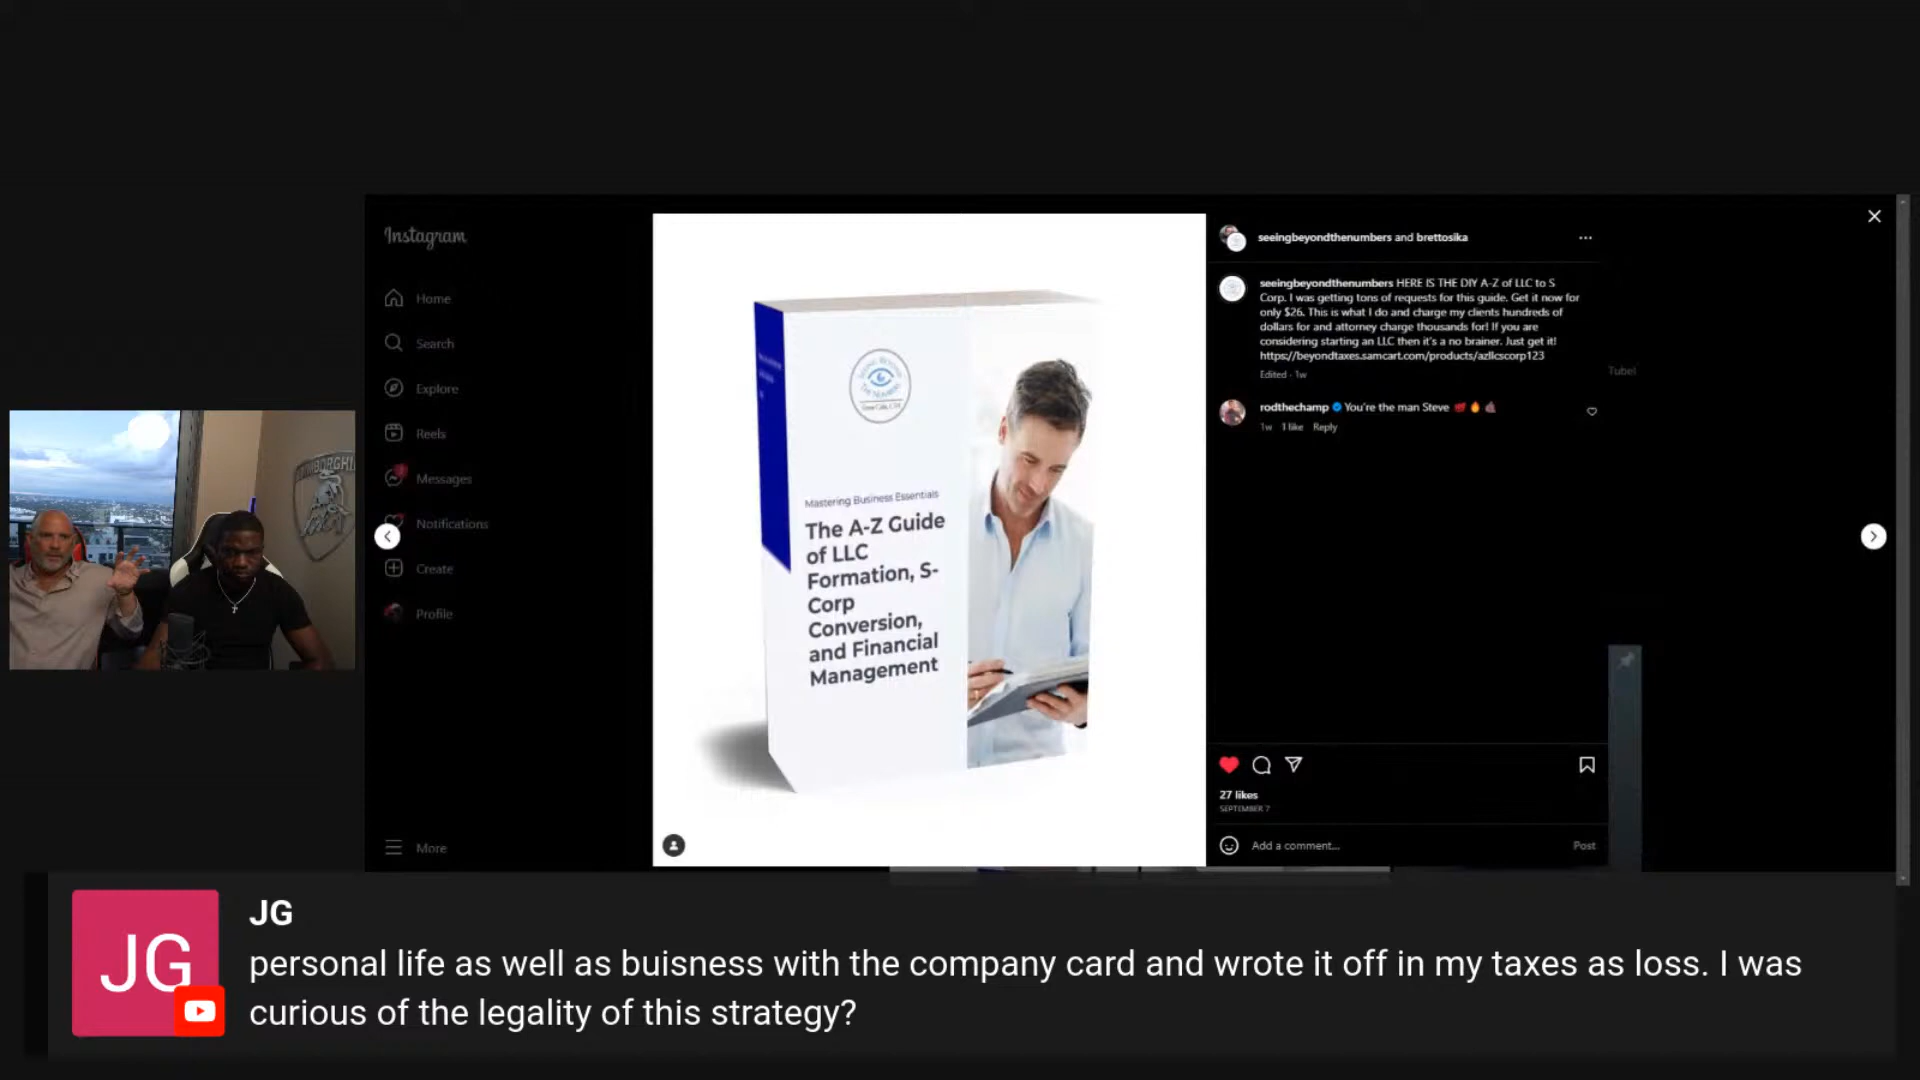 Instagram
Home
Search
Explore
Reels
Messages
Notifications
Create
Profile
More
Mastering Business Essentials
The A-Z Guide
of LLC
Formation, S-
Corp
Conversion,
and Financial
Management
seeingbeyondthenumbers and brettosika
seeingbeyondthenumbers HERE IS THE DIY A-Z of LLC to S
Corp. I was getting tons of requests for this guide. Get it now for
only $26. This is what I do and charge my clients hundreds of
dollars for and attorney charge thousands for! If you are
considering starting an LLC then it's a no brainer. Just get it!
https://beyondtaxes.samcart.com/products/azllcscorp123
Edited · 1w
rodthechamp You're the man Steve
1w 1 like Reply
Tubel
27 likes
SEPTEMBER 7
Add a comment...
Post
JG
JG
personal life as well as buisness with the company card and wrote it off in my taxes as loss. I was
curious of the legality of this strategy?